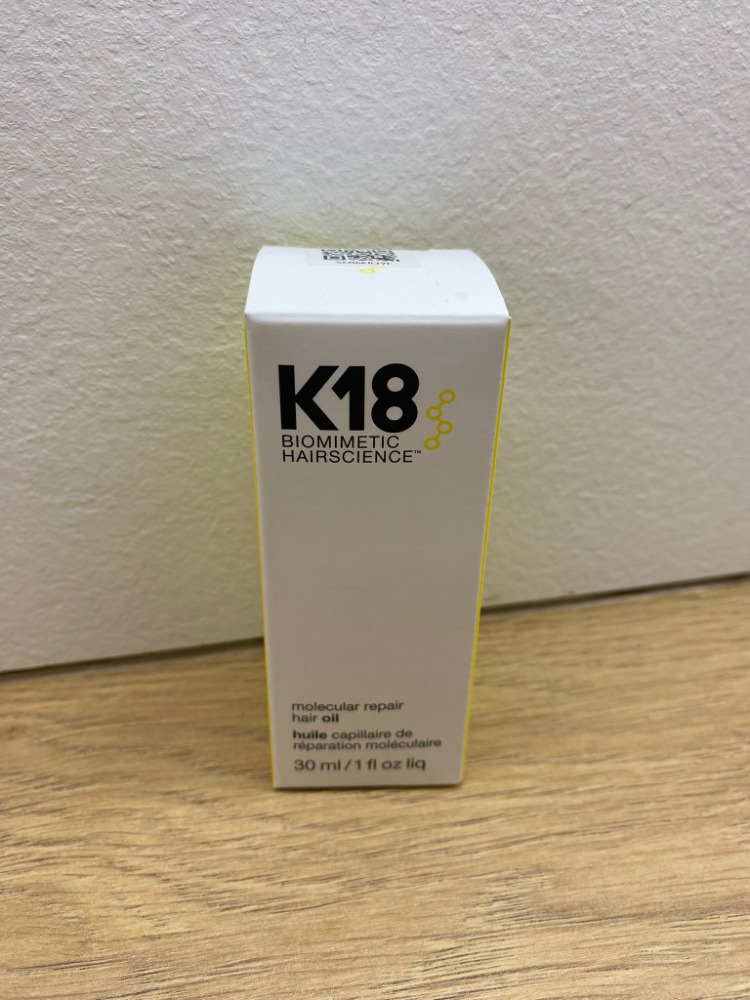 K18
BIOMIMETIC
HAIRSCIENCE™
molecular repair
hair oil
huile capillaire de
réparation moléculaire
30 ml / 1 fl oz liq